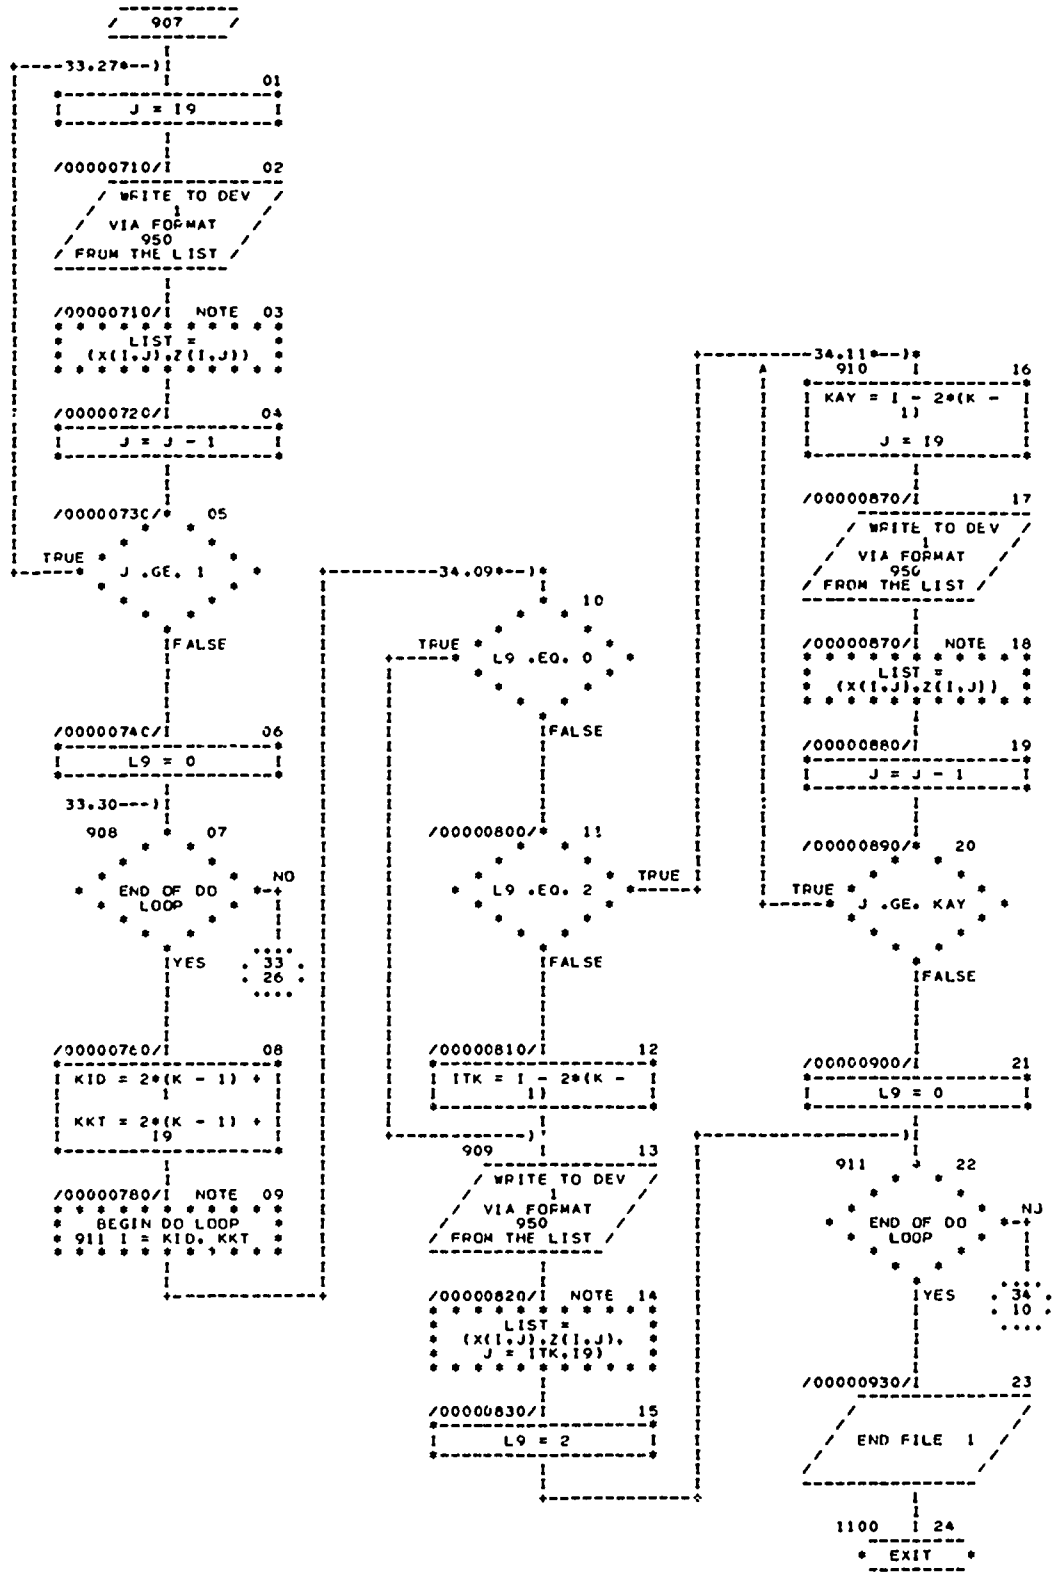 907
33.27*--)
01
J = I9
/00000710/ 02
WRITE TO DEV
1
VIA FORMAT
950
FROM THE LIST
/00000710/ NOTE 03
LIST =
(X(I,J),Z(I,J))
/00000720/ 04
J = J - 1
/00000730/ 05
TRUE
J .GE. 1
FALSE
/00000740/ 06
L9 = 0
33.30---)
908 07
NO
END OF DO
LOOP
YES
33
26
/00000760/ 08
KID = 2*(K - 1) +
1
KKT = 2*(K - 1) +
I9
/00000780/ NOTE 09
BEGIN DO LOOP
911 I = KID, KKT
34.09*--)
10
TRUE
L9 .EQ. 0
FALSE
/00000800/ 11
TRUE
L9 .EQ. 2
FALSE
/00000810/ 12
ITK = I - 2*(K -
1)
909 13
WRITE TO DEV
1
VIA FORMAT
950
FROM THE LIST
/00000820/ NOTE 14
LIST =
(X(I,J),Z(I,J),
J = ITK,I9)
/00000830/ 15
L9 = 2
34.11*--)
910 16
KAY = I - 2*(K -
1)
J = I9
/00000870/ 17
WRITE TO DEV
1
VIA FORMAT
950
FROM THE LIST
/00000870/ NOTE 18
LIST =
(X(I,J),Z(I,J))
/00000880/ 19
J = J - 1
/00000890/ 20
TRUE
J .GE. KAY
FALSE
/00000900/ 21
L9 = 0
911 22
NO
END OF DO
LOOP
YES
34
10
/00000930/ 23
END FILE 1
1100 24
EXIT